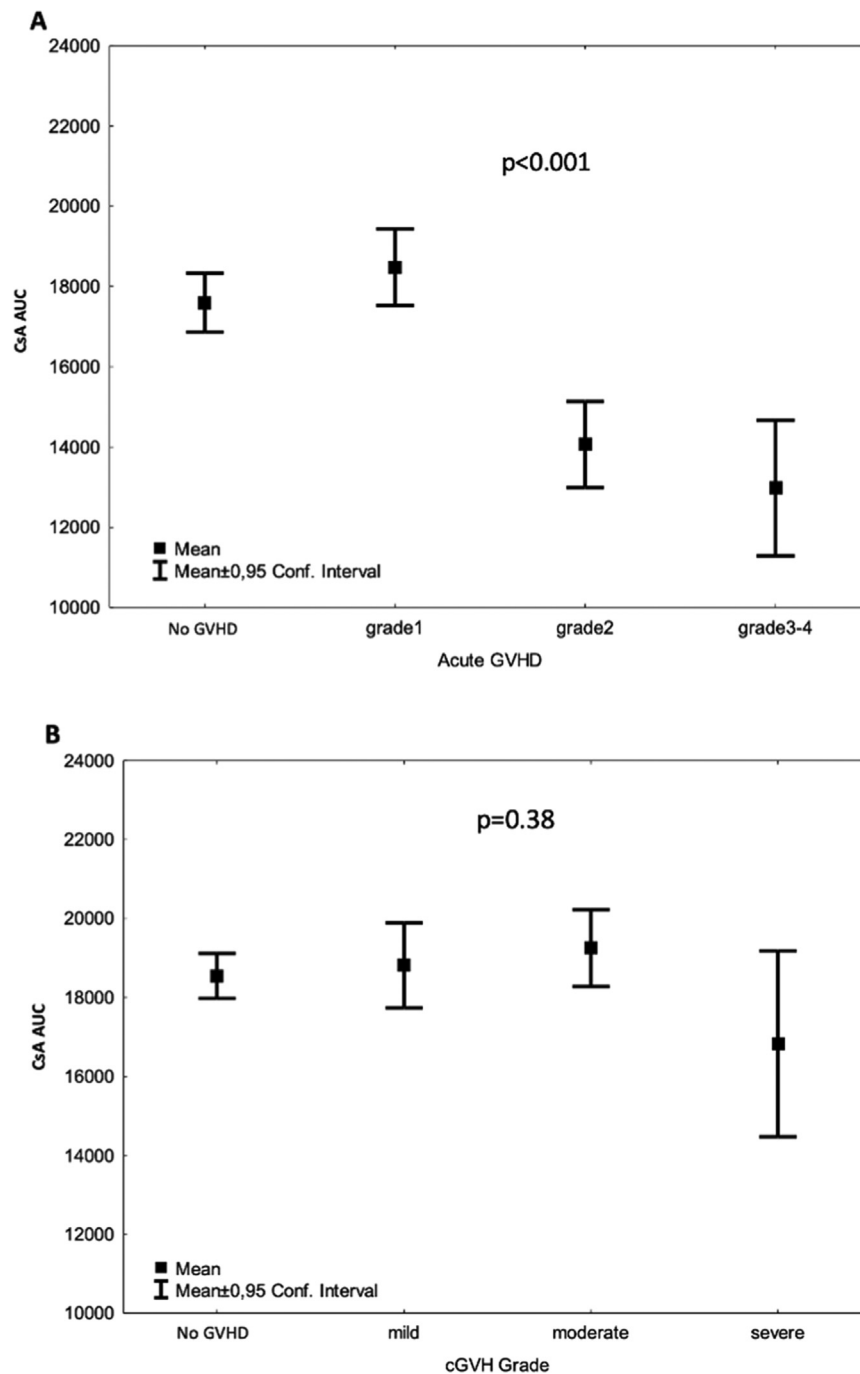 A
24000
22000
20000
18000
16000
14000
12000
10000
CsA AUC
p<0.001
Mean
Mean±0,95 Conf. Interval
No GVHD grade1 grade2 grade3-4
Acute GVHD
B
24000
22000
20000
18000
16000
14000
12000
10000
CsA AUC
p=0.38
Mean
Mean±0,95 Conf. Interval
No GVHD mild moderate severe
cGVH Grade